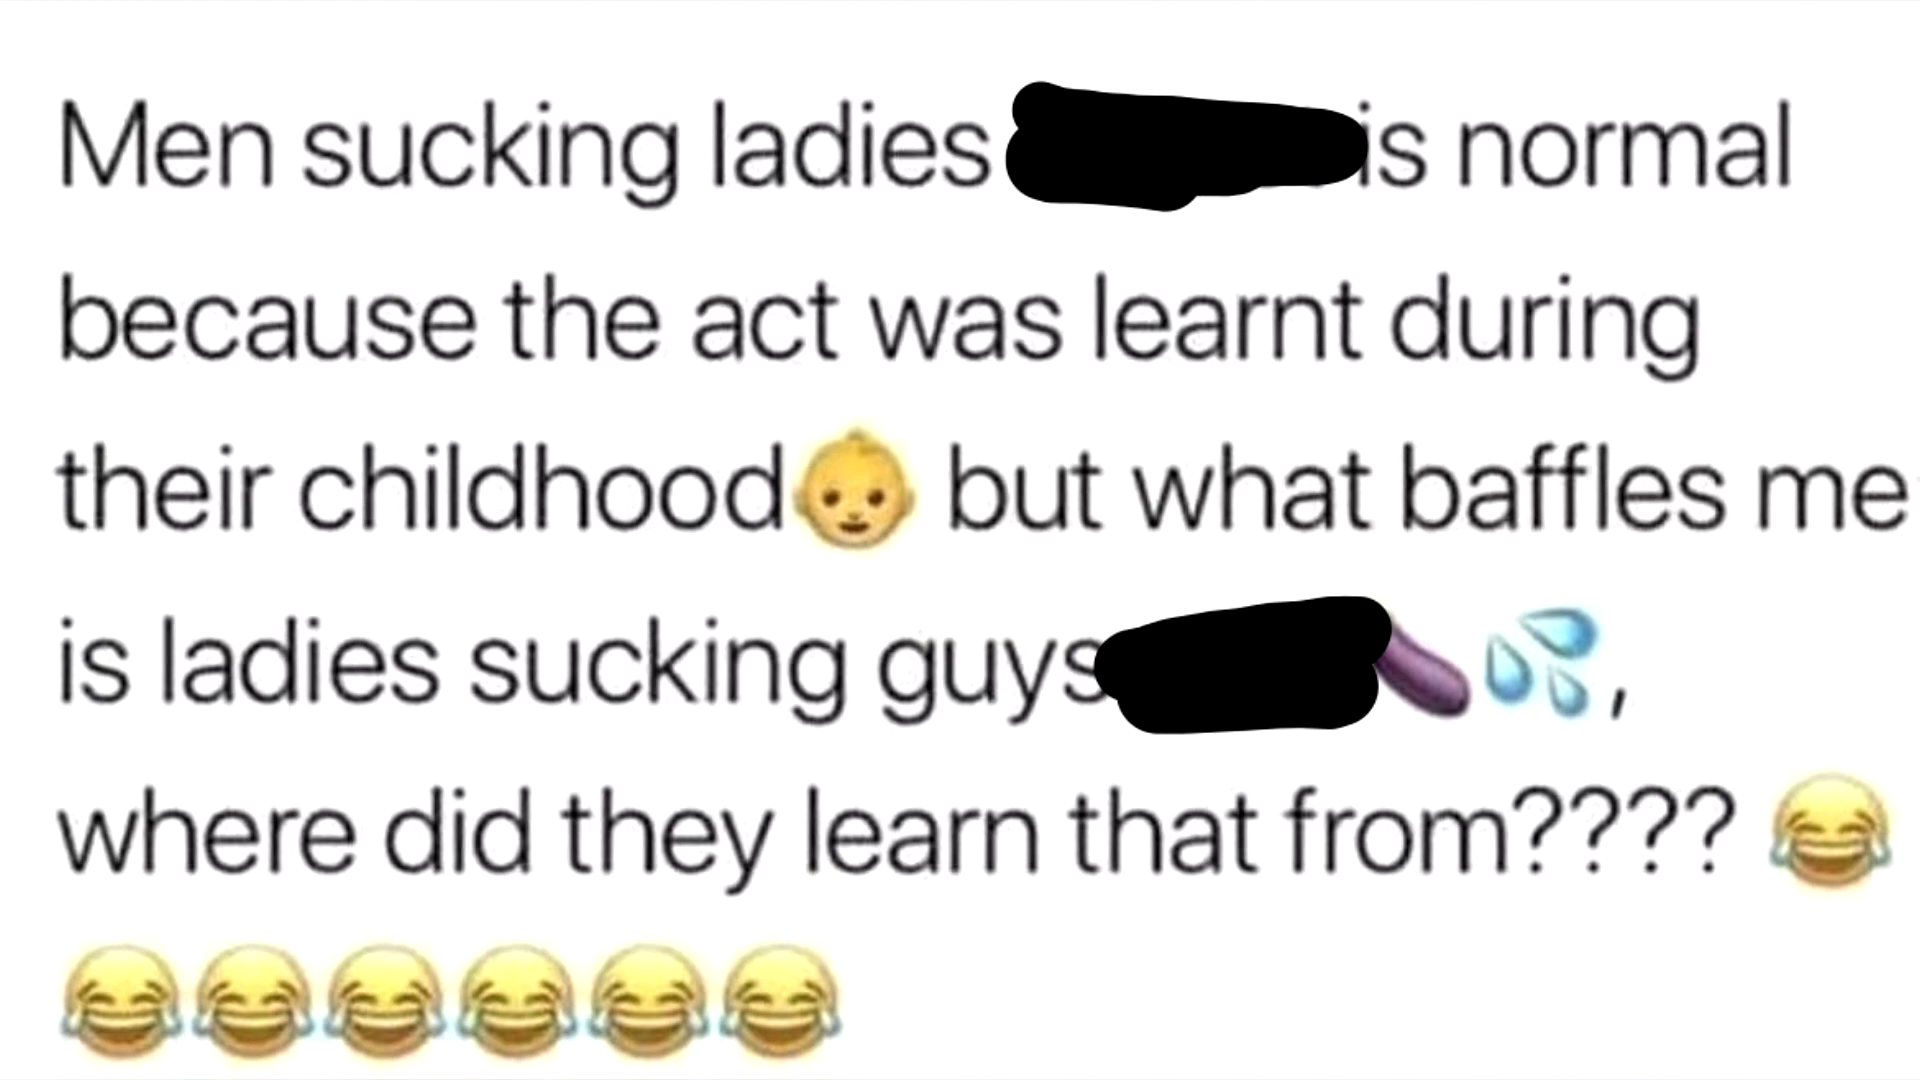 Men sucking ladies is normal
because the act was learnt during
their childhood👶 but what baffles me
is ladies sucking guys🍆💦,
where did they learn that from???? 😂
😂😂😂😂😂😂